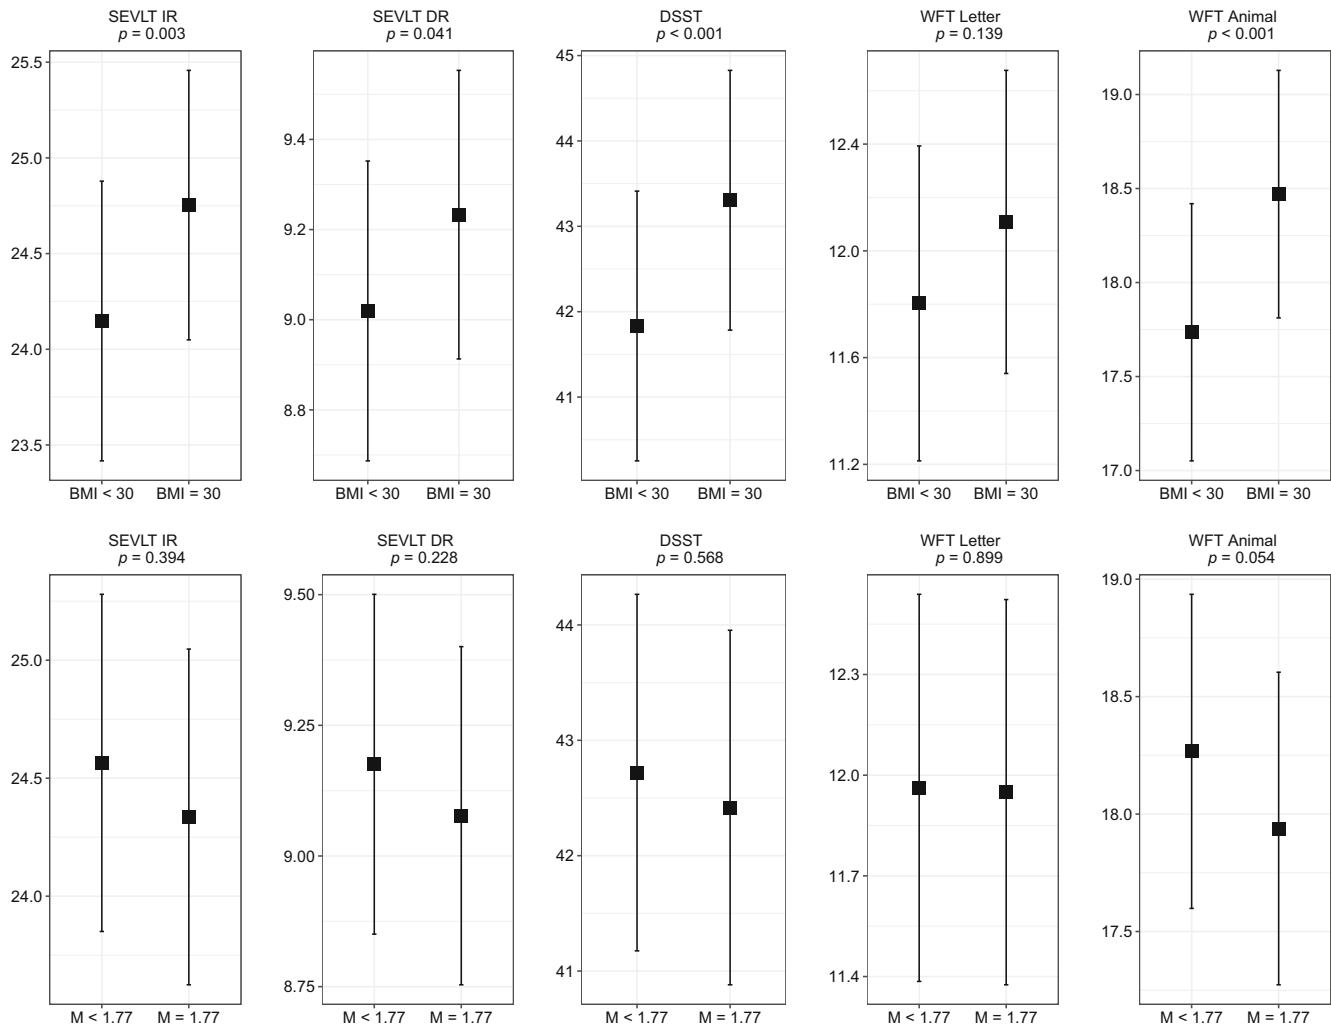 SEVLT IR
p = 0.003
25.5
25.0
24.5
24.0
23.5
BMI < 30 BMI = 30
SEVLT DR
p = 0.041
9.4
9.2
9.0
8.8
BMI < 30 BMI = 30
DSST
p < 0.001
45
44
43
42
41
BMI < 30 BMI = 30
WFT Letter
p = 0.139
12.4
12.0
11.6
11.2
BMI < 30 BMI = 30
WFT Animal
p < 0.001
19.0
18.5
18.0
17.5
17.0
BMI < 30 BMI = 30
SEVLT IR
p = 0.394
25.0
24.5
24.0
M < 1.77 M = 1.77
SEVLT DR
p = 0.228
9.50
9.25
9.00
8.75
M < 1.77 M = 1.77
DSST
p = 0.568
44
43
42
41
M < 1.77 M = 1.77
WFT Letter
p = 0.899
12.3
12.0
11.7
11.4
M < 1.77 M = 1.77
WFT Animal
p = 0.054
19.0
18.5
18.0
17.5
M < 1.77 M = 1.77